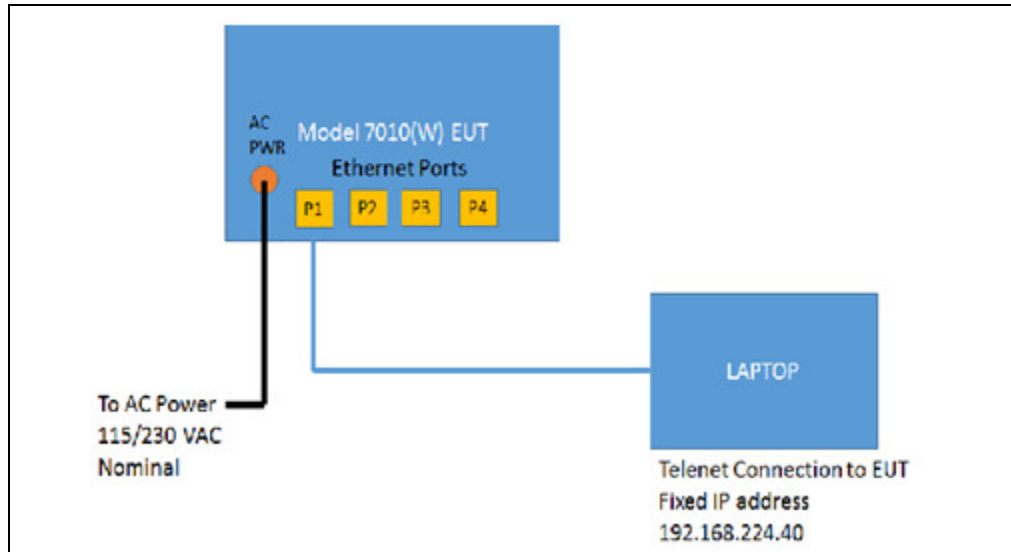 AC
PWR
Model 7010(W) EUT
Ethernet Ports
P1 P2 P3 P4
LAPTOP
To AC Power
115/230 VAC
Nominal
Telenet Connection to EUT
Fixed IP address
192.168.224.40